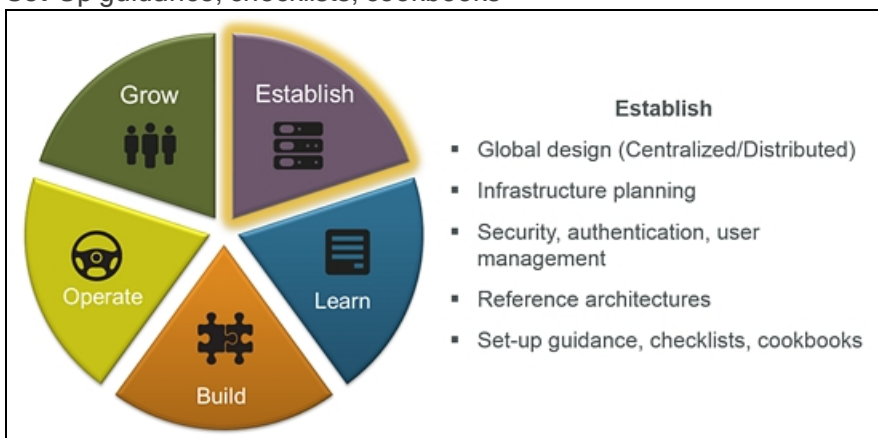 Set-Up guidance, checklists, cookbooks
Grow
Establish
Operate
Learn
Build
Establish
▪ Global design (Centralized/Distributed)
▪ Infrastructure planning
▪ Security, authentication, user
management
▪ Reference architectures
▪ Set-up guidance, checklists, cookbooks